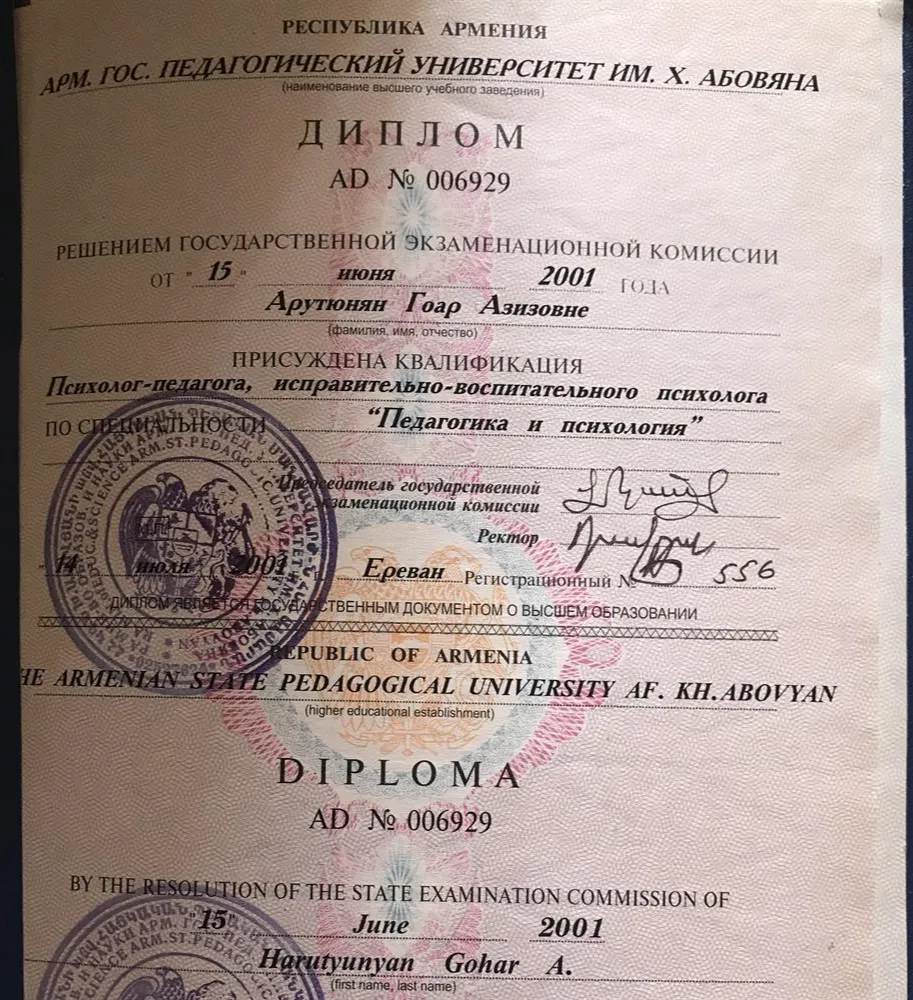 РЕСПУБЛИКА АРМЕНИЯ
АРМ. ГОС. ПЕДАГОГИЧЕСКИЙ УНИВЕРСИТЕТ ИМ. Х. АБОВЯНА
(наименование высшего учебного заведения)
ДИПЛОМ
AD № 006929
РЕШЕНИЕМ ГОСУДАРСТВЕННОЙ ЭКЗАМЕНАЦИОННОЙ КОМИССИИ
ОТ " 15 " июня 2001 ГОДА
Арутюнян Гоар Азизовне
(фамилия, имя, отчество)
ПРИСУЖДЕНА КВАЛИФИКАЦИЯ
Психолог-педагога, исправительно-воспитательного психолога
ПО СПЕЦИАЛЬНОСТИ “Педагогика и психология”
Председатель государственной
экзаменационной комиссии
Ректор
" 14 " июля 2001 г. Ереван Регистрационный № 556
ДИПЛОМ ЯВЛЯЕТСЯ ГОСУДАРСТВЕННЫМ ДОКУМЕНТОМ О ВЫСШЕМ ОБРАЗОВАНИИ
REPUBLIC OF ARMENIA
HE ARMENIAN STATE PEDAGOGICAL UNIVERSITY AF. KH. ABOVYAN
(higher educational establishment)
DIPLOMA
AD № 006929
BY THE RESOLUTION OF THE STATE EXAMINATION COMMISSION OF
"15" June 2001
Harutyunyan Gohar A.
(first name, last name)